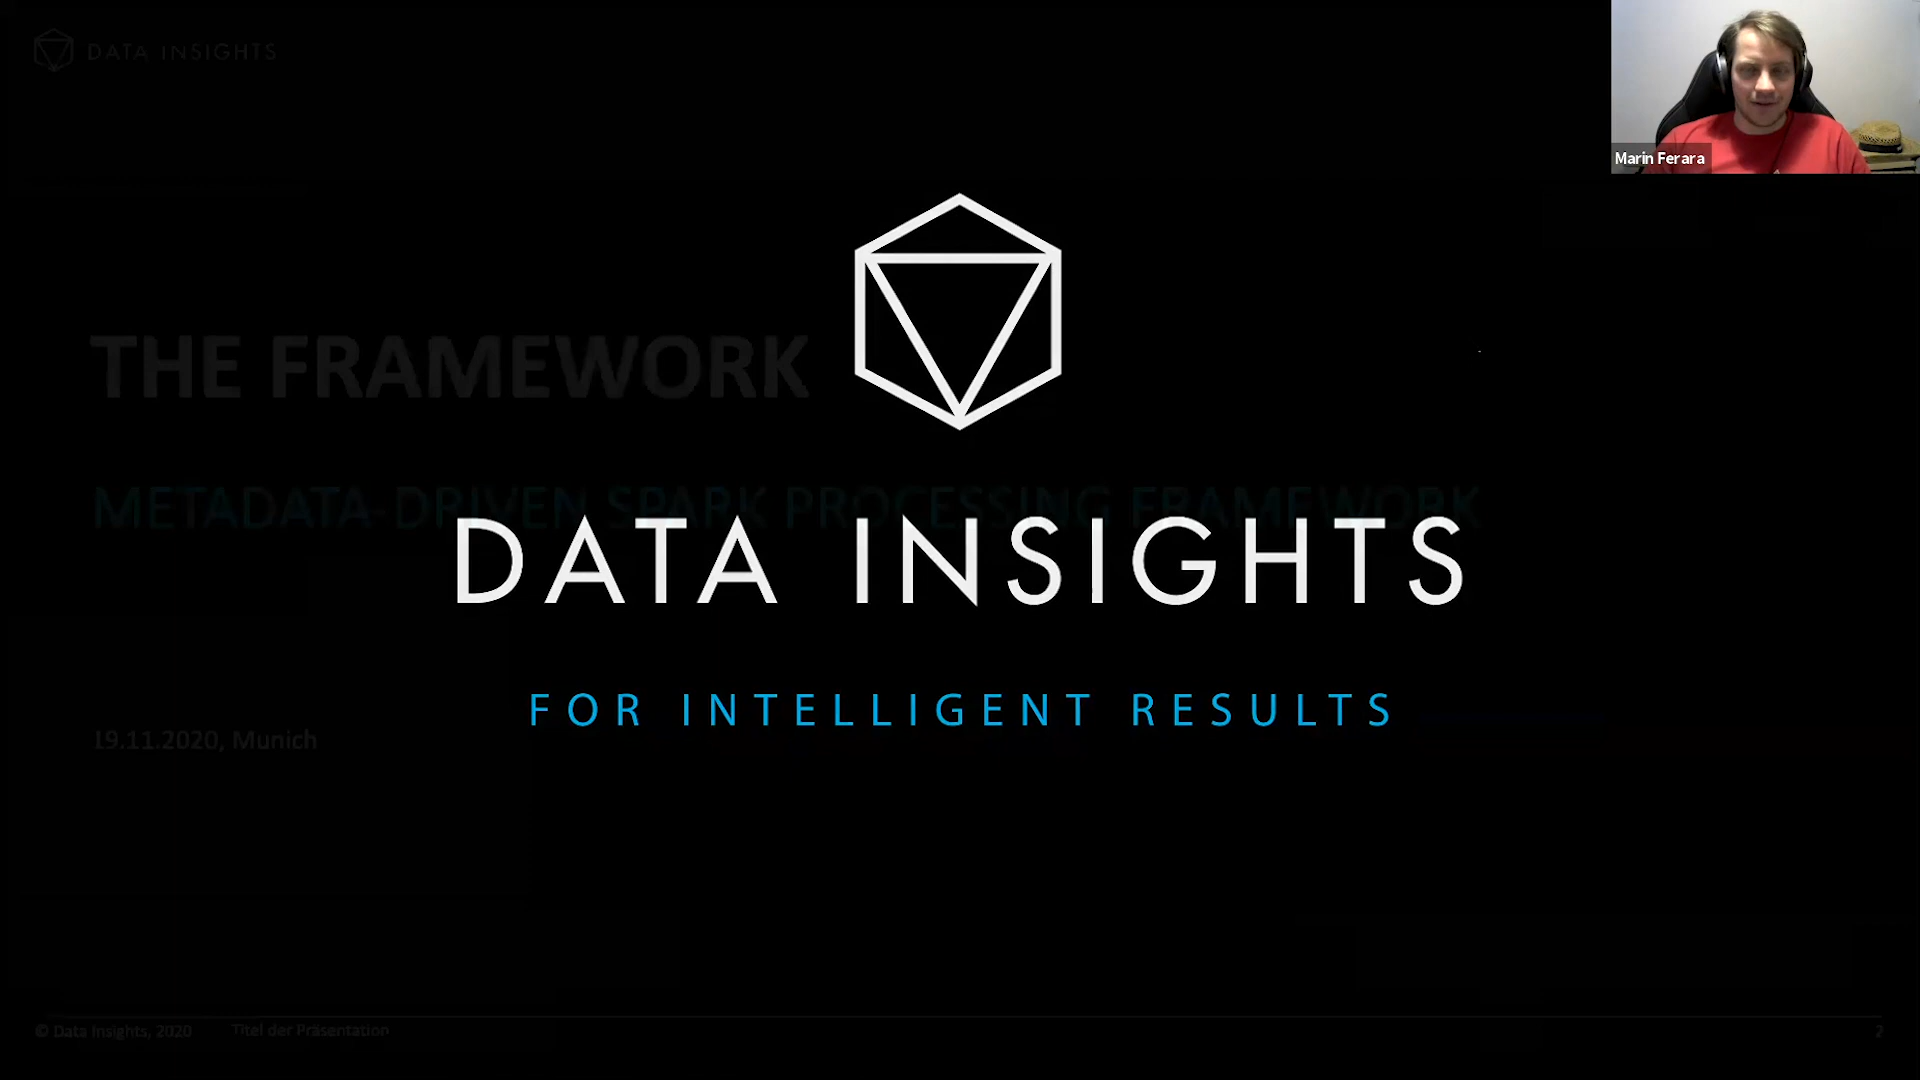 DATA INSIGHTS
Marin Ferara
THE FRAMEWORK
METADATA-DRIVEN SPARK PROCESSING FRAMEWORK
DATA INSIGHTS
FOR INTELLIGENT RESULTS
19.11.2020, Munich
© Data Insights, 2020 Titel der Präsentation 2